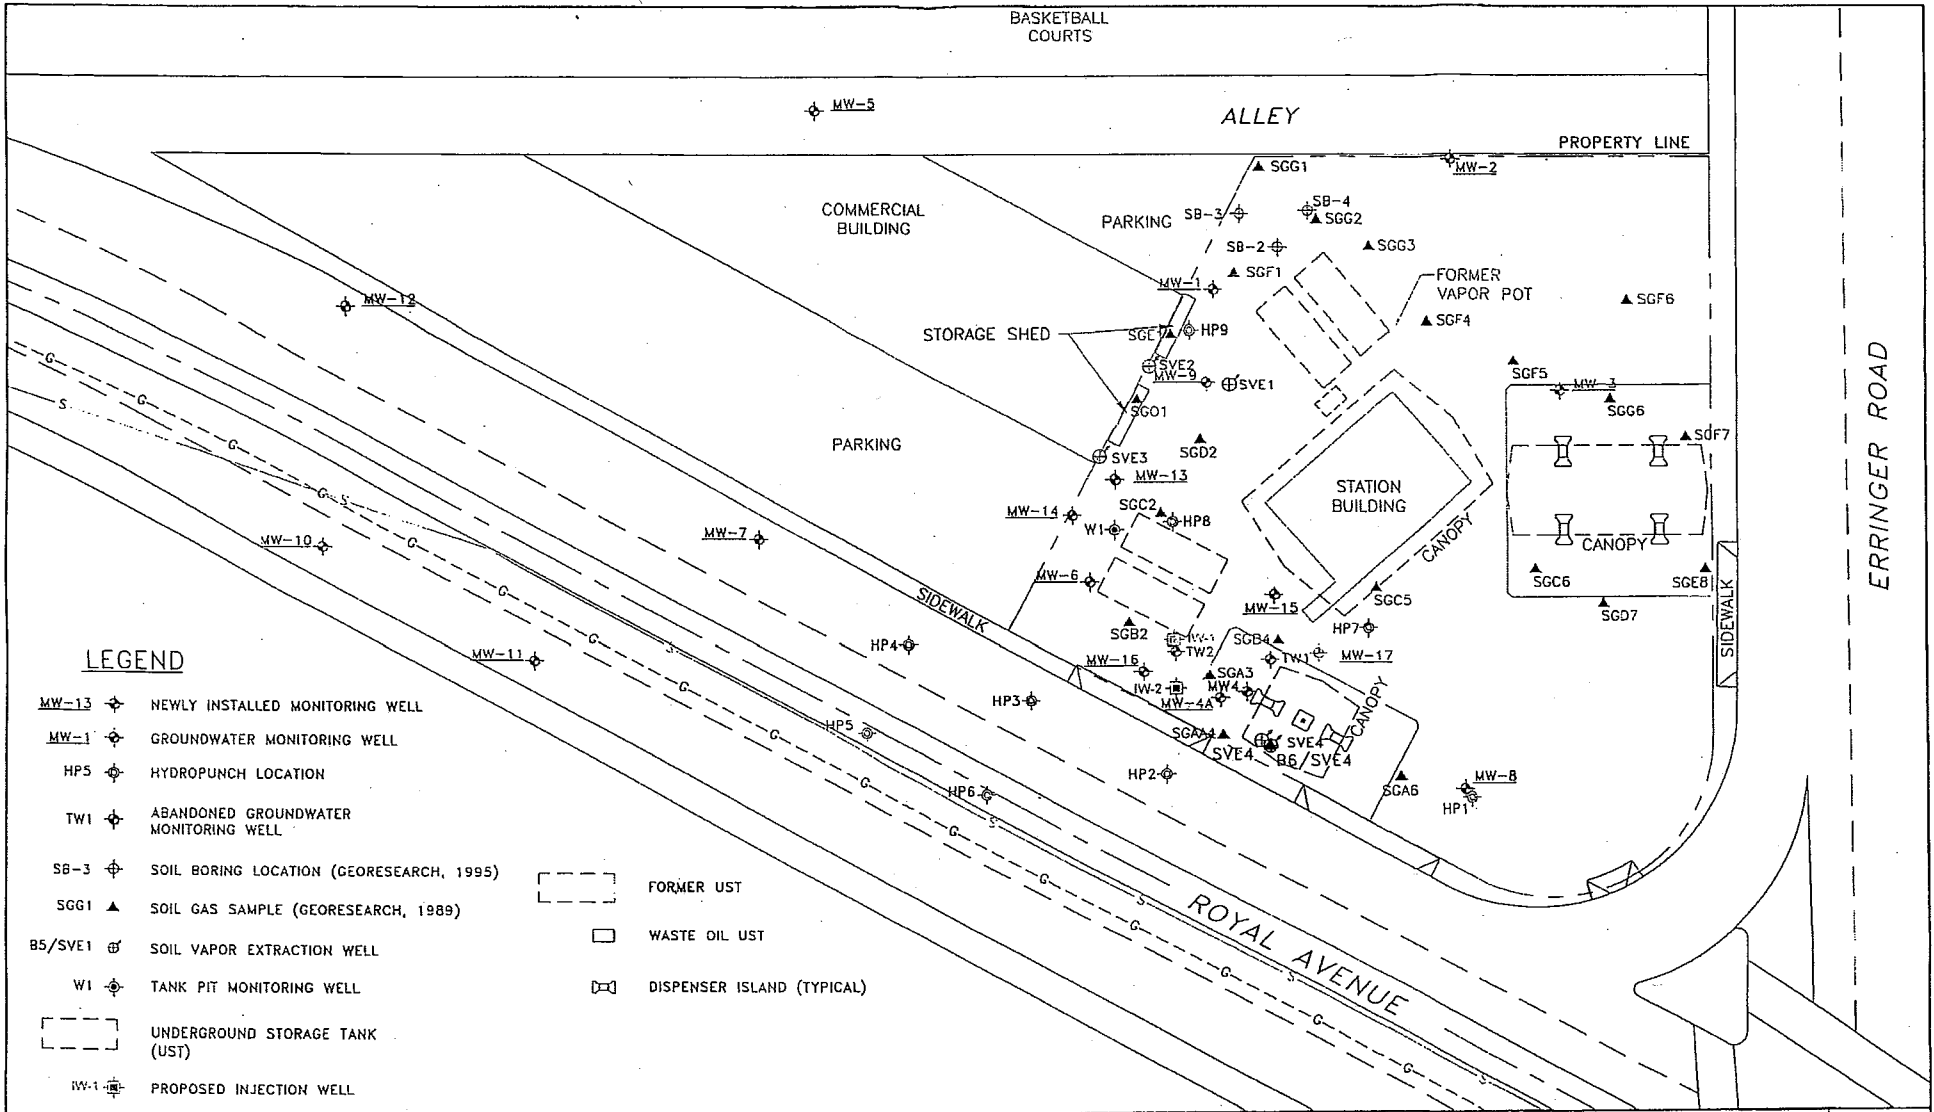 BASKETBALL
COURTS
MW-5
ALLEY
PROPERTY LINE
SGG1
MW-2
COMMERCIAL
BUILDING
PARKING
SB-3
SB-4
SGG2
SB-2
SGG3
SGF1
FORMER
VAPOR POT
MW-1
MW-12
SGF6
STORAGE SHED
HP9
SGF4
SVE2
MW-9
SVE1
SGF5
MW-3
SGG6
SGO1
ERRINGER ROAD
PARKING
SGD2
SVE3
MW-13
STATION
BUILDING
SGC2
HP8
MW-14
W1
MW-7
MW-10
CANOPY
CANOPY
MW-6
SGC6
SGE8
SIDEWALK
MW-15
SGC5
SGD7
SIDEWALK
SGB2
HP7
IW-1
SGB4
HP4
TW2
TW1
MW-17
MW-11
MW-16
SGA3
IW-2
MW4
MW-4A
CANOPY
HP3
HP5
SGAA4
SVE4
SVE4
B6/SVE4
HP2
HP6
SGA6
MW-8
HP1
ROYAL AVENUE
G G G G G G G G G G G G G G G G
S S S S S S S
LEGEND
MW-13 NEWLY INSTALLED MONITORING WELL
MW-1 GROUNDWATER MONITORING WELL
HP5 HYDROPUNCH LOCATION
TW1 ABANDONED GROUNDWATER
MONITORING WELL
SB-3 SOIL BORING LOCATION (GEORESEARCH, 1995)
SGG1 SOIL GAS SAMPLE (GEORESEARCH, 1989)
B5/SVE1 SOIL VAPOR EXTRACTION WELL
W1 TANK PIT MONITORING WELL
UNDERGROUND STORAGE TANK
(UST)
IW-1 PROPOSED INJECTION WELL
FORMER UST
WASTE OIL UST
DISPENSER ISLAND (TYPICAL)